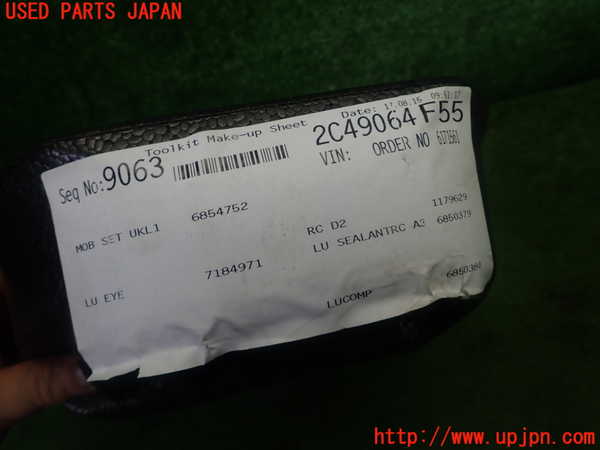 USED PARTS JAPAN
Toolkit Make-up Sheet
Date: 17.08.16 09:
Seq No: 9063
2C49064 F55
VIN:
ORDER NO 6171561
MOB SET UKL1 6854752
RC D2 1179629
LU SEALANTRC A3 6850379
LU EYE 7184971
LUCOMP 6850380
http://www.upjpn.com/